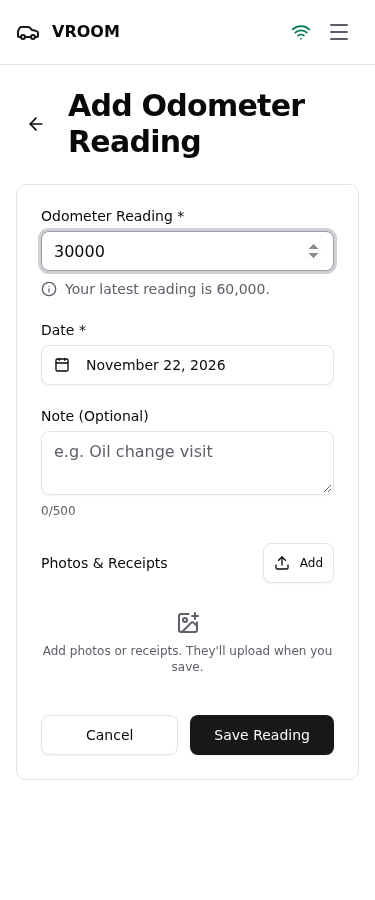 VROOM
Add Odometer
Reading
Odometer Reading *
30000
Your latest reading is 60,000.
Date *
November 22, 2026
Note (Optional)
e.g. Oil change visit
0/500
Photos & Receipts
Add
Add photos or receipts. They'll upload when you
save.
Cancel
Save Reading